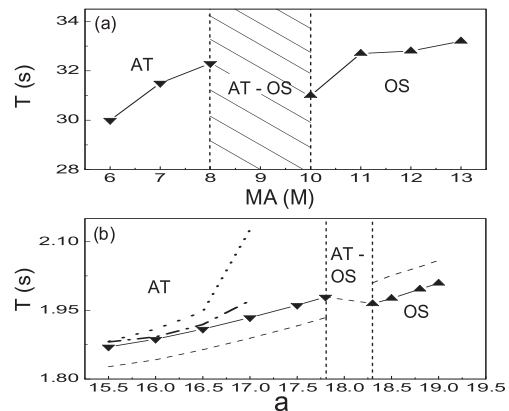 34
(a)
AT
32
AT - OS
OS
30
28
6 7 8 9 10 11 12 13
MA (M)
T (s)
(b)
2.10
AT
AT -
OS
OS
1.95
1.80
15.5 16.0 16.5 17.0 17.5 18.0 18.5 19.0
a
T (s)